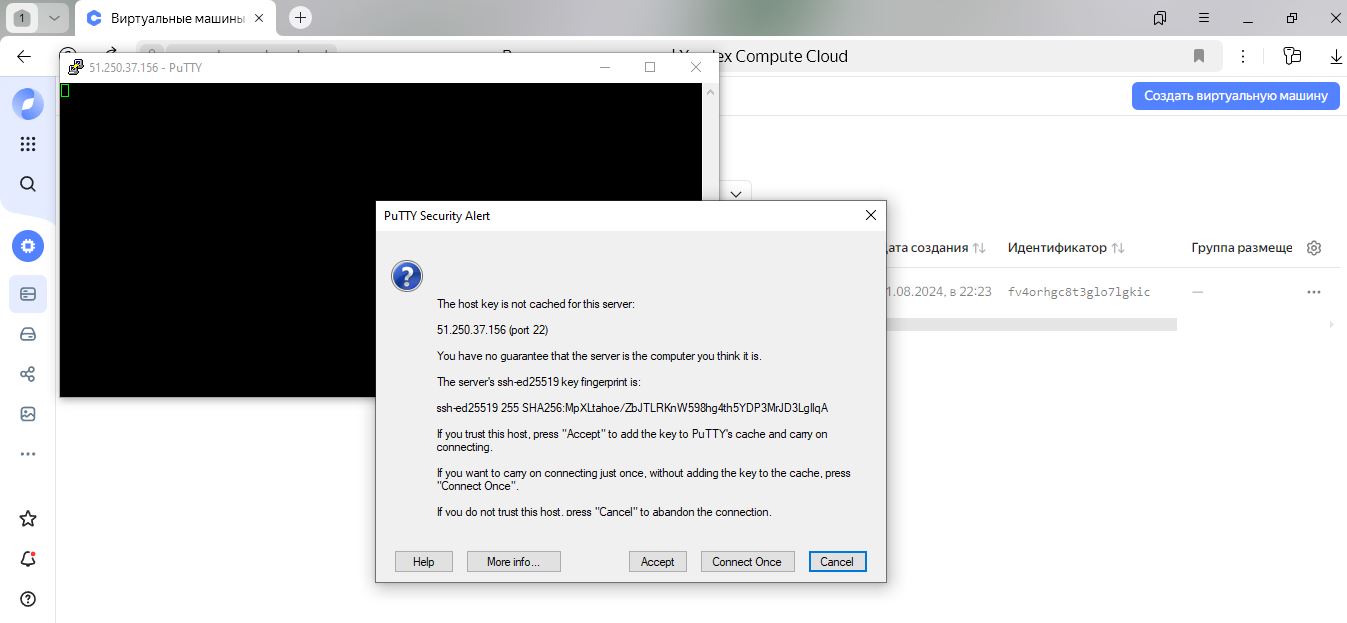 1
Виртуальные машины
51.250.37.156 - PuTTY
Compute Cloud
Создать виртуальную машину
PuTTY Security Alert
The host key is not cached for this server:
51.250.37.156 (port 22)
You have no guarantee that the server is the computer you think it is.
The server's ssh-ed25519 key fingerprint is:
ssh-ed25519 255 SHA256:MpXLtahoe/ZbJTLRKnW598hg4th5YDP3MrJD3LgIlqA
If you trust this host, press "Accept" to add the key to PuTTY's cache and carry on
connecting.
If you want to carry on connecting just once, without adding the key to the cache, press
"Connect Once".
If you do not trust this host, press "Cancel" to abandon the connection.
Help More info... Accept Connect Once Cancel
ата создания Идентификатор Группа размеще
1.08.2024, в 22:23 fv4orhgc8t3glo7lgkic —